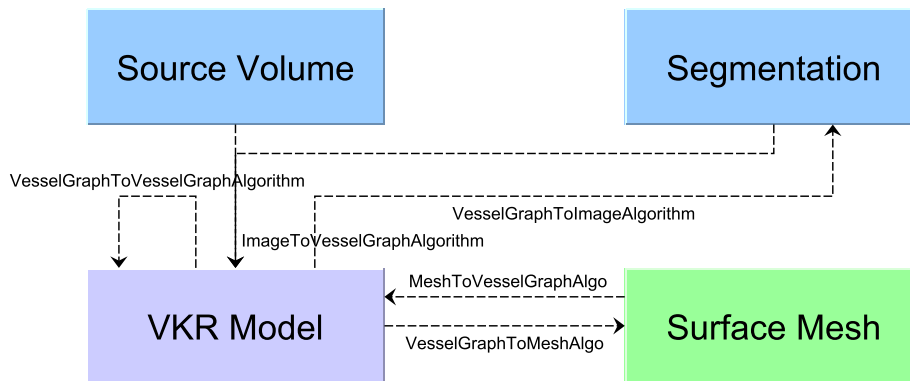 Source Volume
Segmentation
VesselGraphToVesselGraphAlgorithm
VesselGraphToImageAlgorithm
ImageToVesselGraphAlgorithm
MeshToVesselGraphAlgo
VKR Model
Surface Mesh
VesselGraphToMeshAlgo